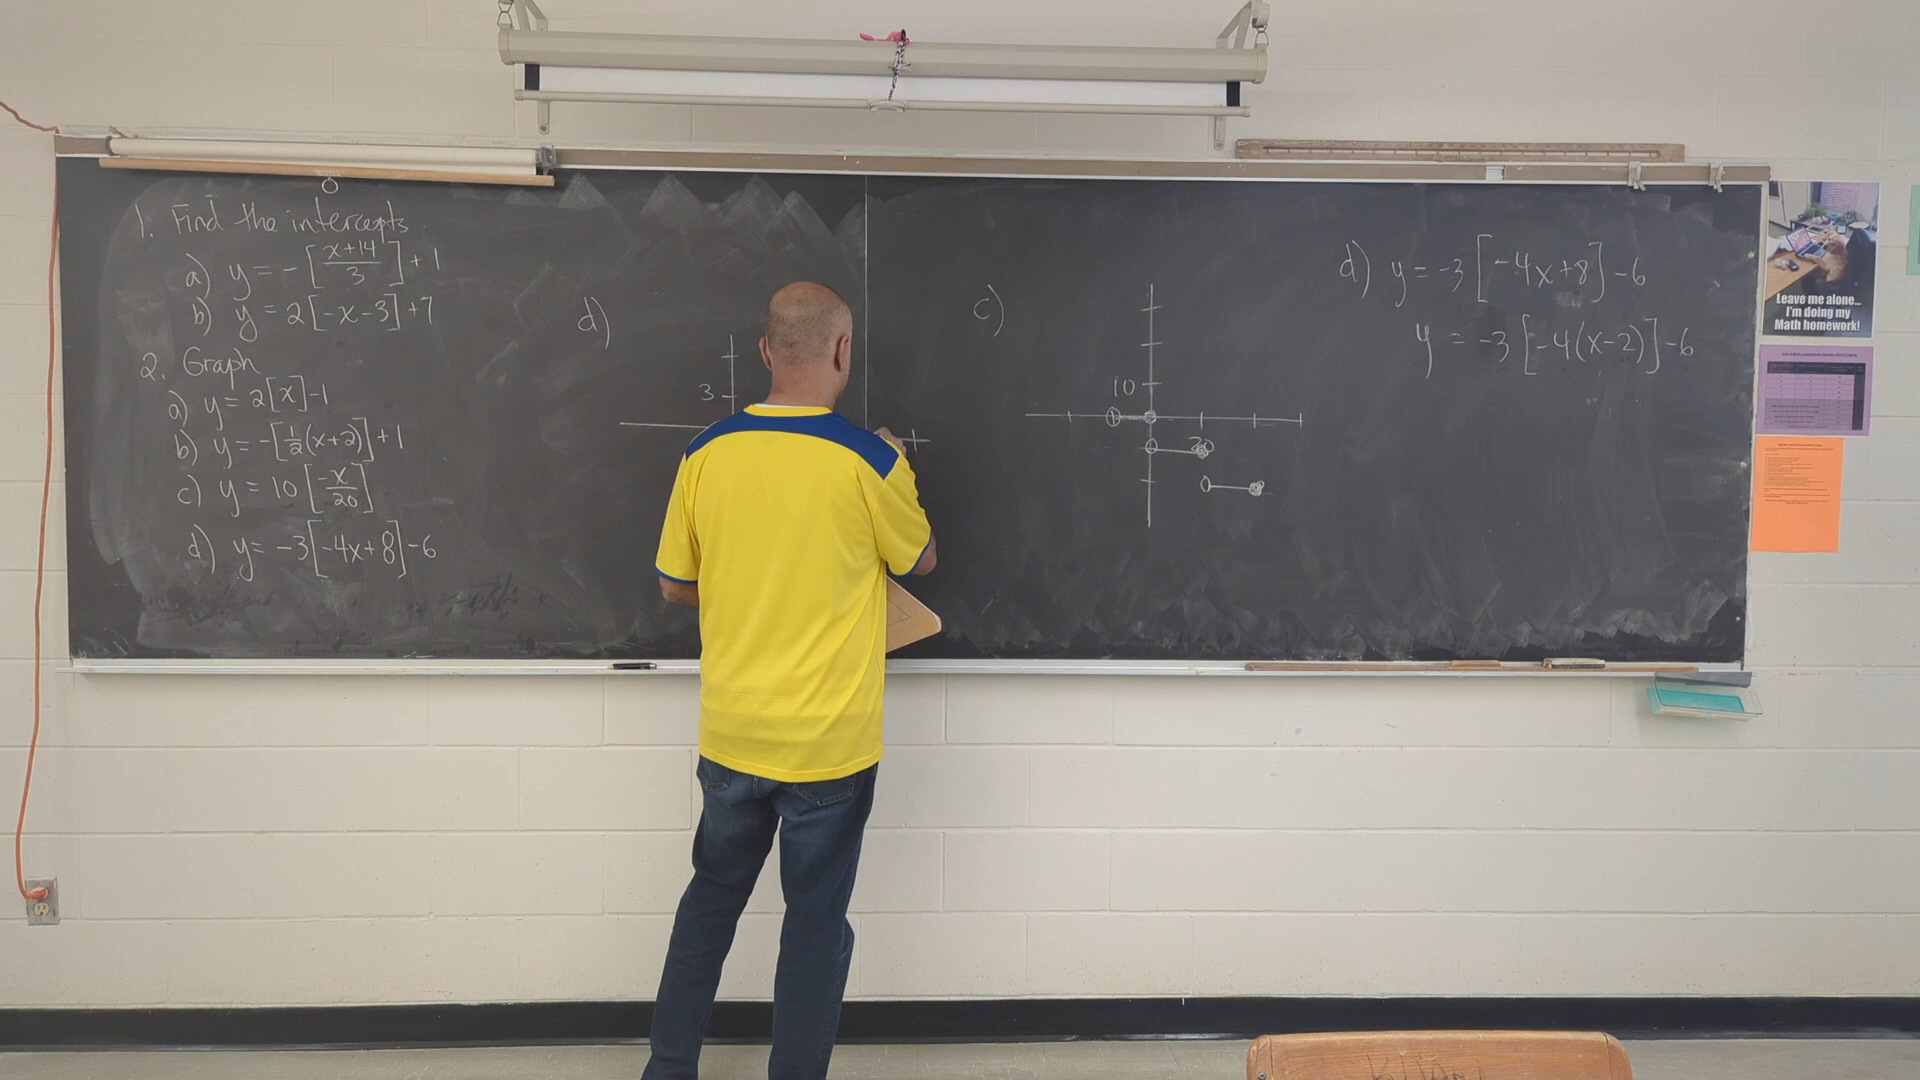 1. Find the intercepts
a) y = -[x+14/3] + 1
b) y = 2[-x-3]+7
2. Graph
a) y = 2[x]-1
b) y = -[1/2(x+2)]+1
c) y = 10[-x/20]
d) y = -3[-4x+8]-6
d)
3
c)
10
20
d) y = -3[-4x+8]-6
y = -3[-4(x-2)]-6
Leave me alone...
I'm doing my
Math homework!